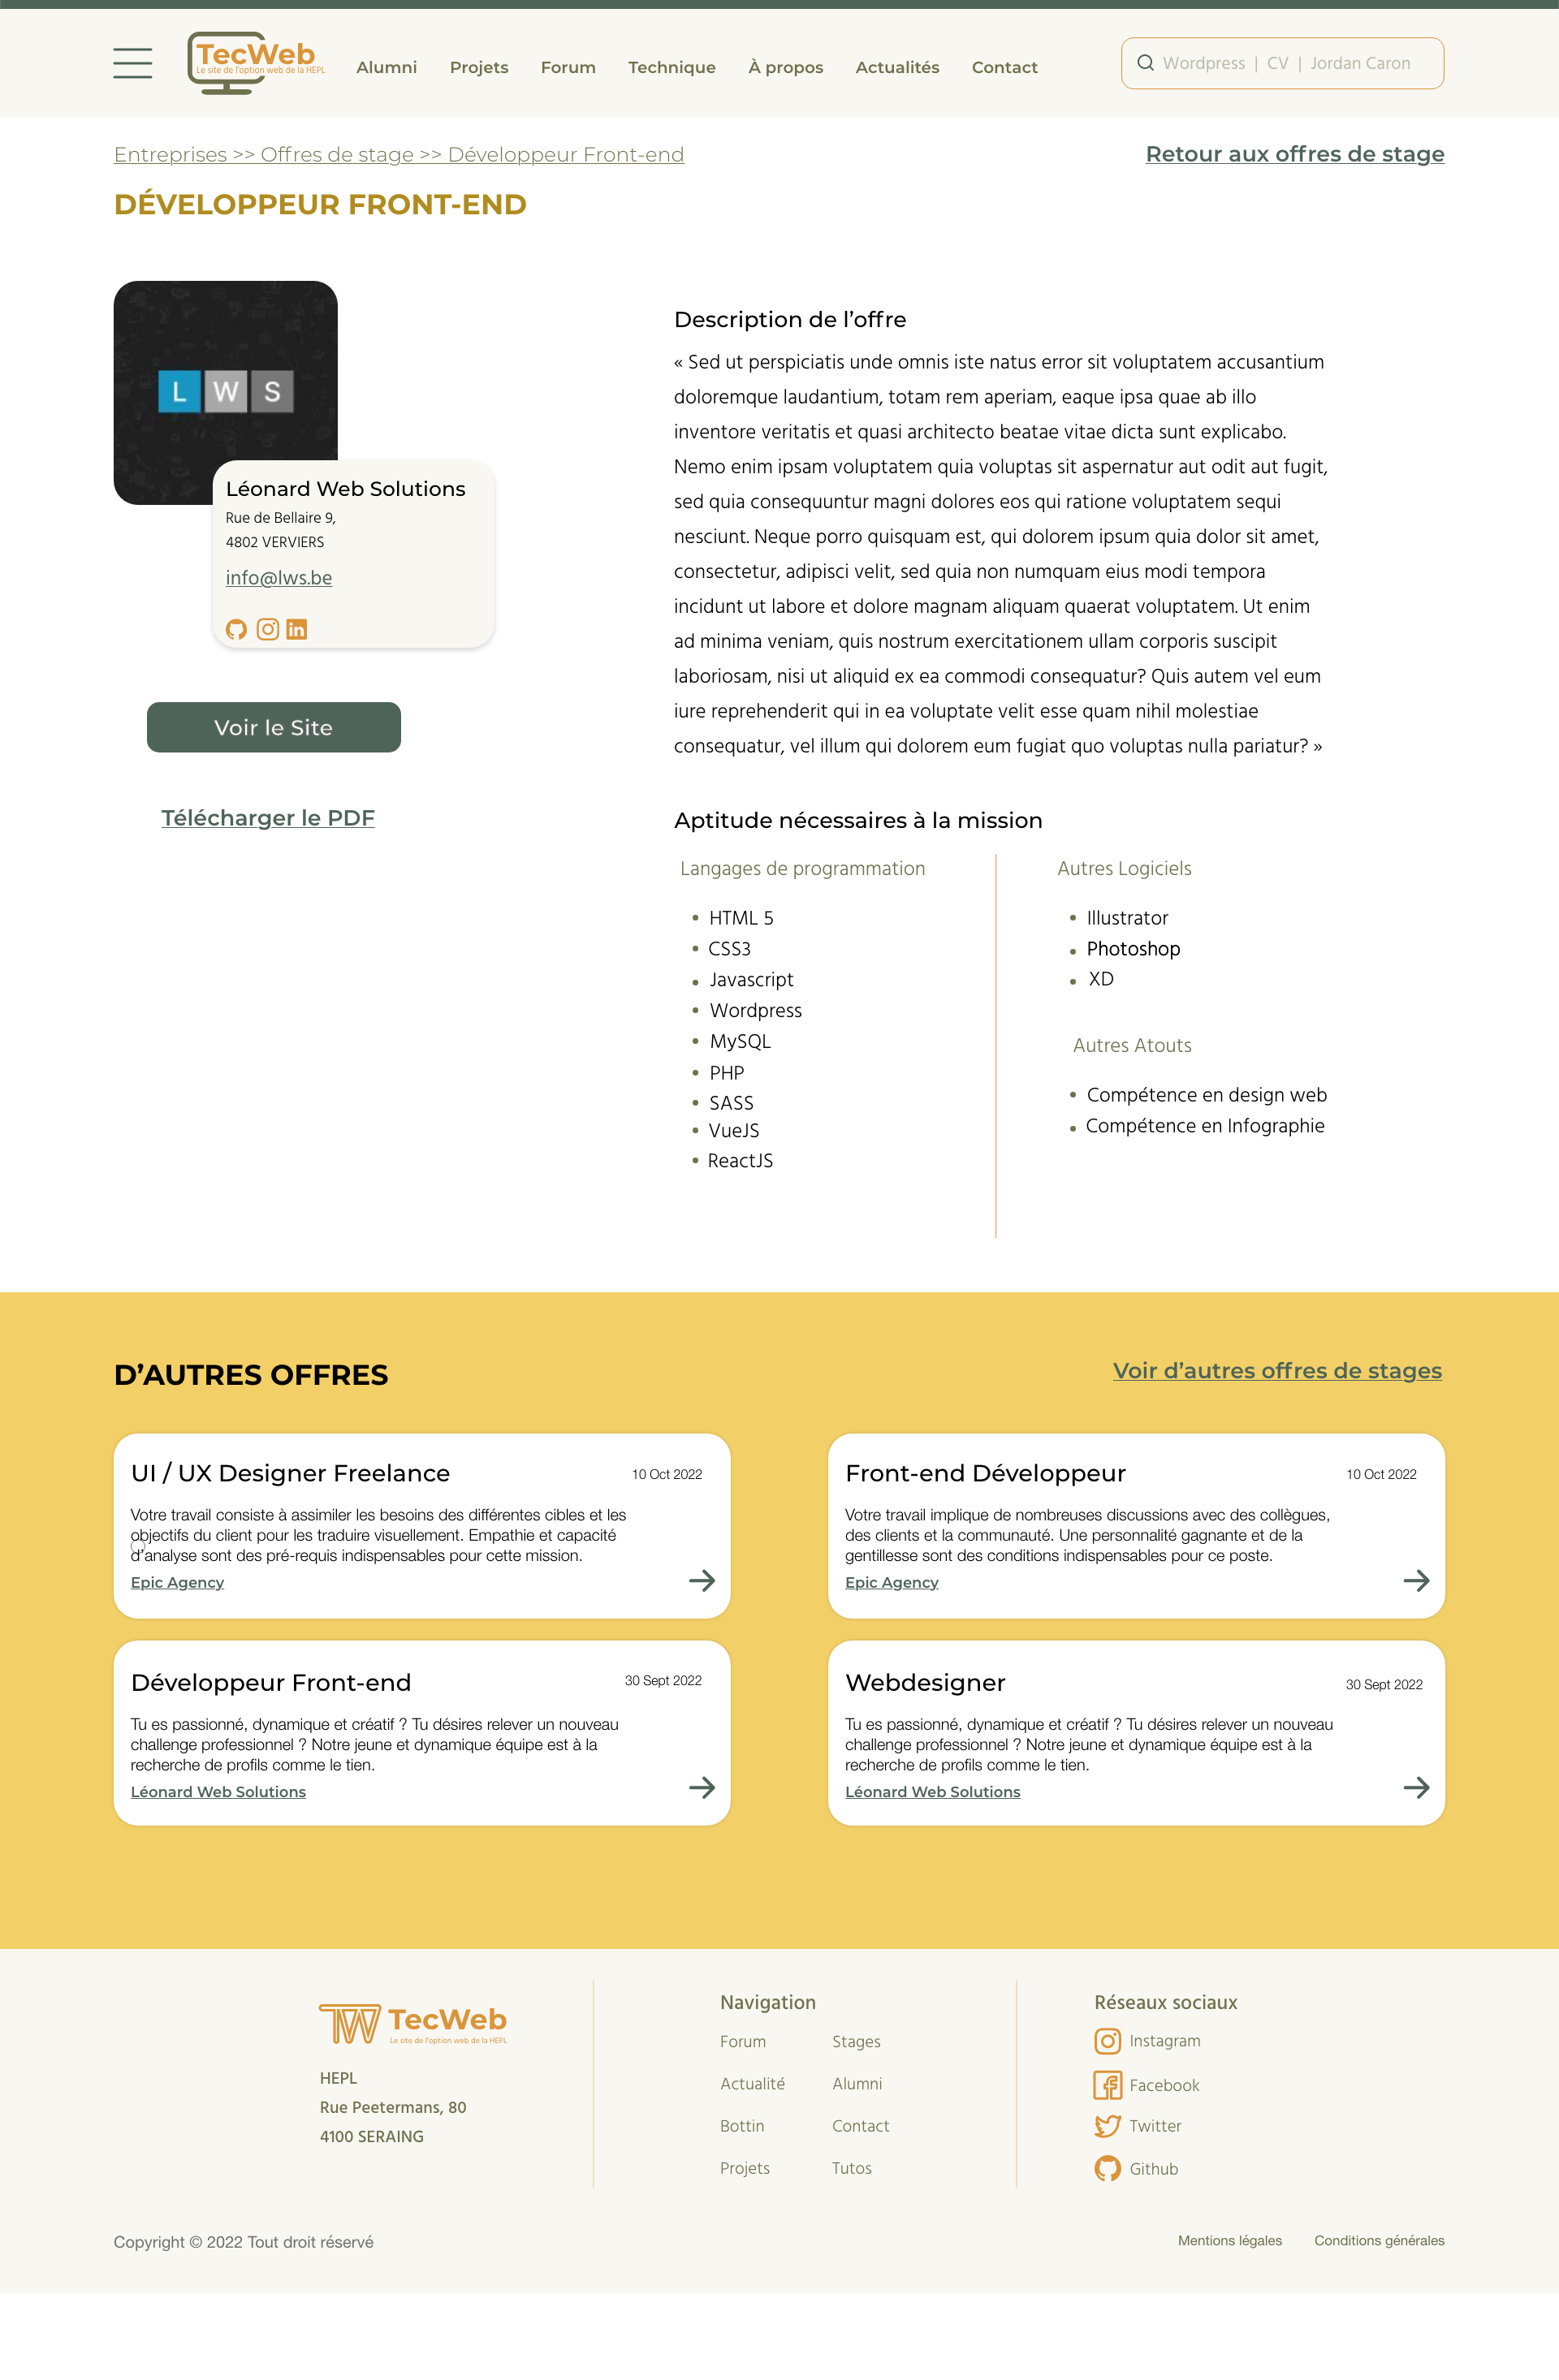 TecWeb
Le site de l'option web de la HEPL
Alumni
Projets
Forum
Technique
À propos
Actualités
Contact
Wordpress | CV | Jordan Caron
Entreprises >> Offres de stage >> Développeur Front-end
Retour aux offres de stage
DÉVELOPPEUR FRONT-END
L W S
Léonard Web Solutions
Rue de Bellaire 9,
4802 VERVIERS
info@lws.be
Voir le Site
Télécharger le PDF
Description de l’offre
« Sed ut perspiciatis unde omnis iste natus error sit voluptatem accusantium
doloremque laudantium, totam rem aperiam, eaque ipsa quae ab illo
inventore veritatis et quasi architecto beatae vitae dicta sunt explicabo.
Nemo enim ipsam voluptatem quia voluptas sit aspernatur aut odit aut fugit,
sed quia consequuntur magni dolores eos qui ratione voluptatem sequi
nesciunt. Neque porro quisquam est, qui dolorem ipsum quia dolor sit amet,
consectetur, adipisci velit, sed quia non numquam eius modi tempora
incidunt ut labore et dolore magnam aliquam quaerat voluptatem. Ut enim
ad minima veniam, quis nostrum exercitationem ullam corporis suscipit
laboriosam, nisi ut aliquid ex ea commodi consequatur? Quis autem vel eum
iure reprehenderit qui in ea voluptate velit esse quam nihil molestiae
consequatur, vel illum qui dolorem eum fugiat quo voluptas nulla pariatur? »
Aptitude nécessaires à la mission
Langages de programmation
• HTML 5
• CSS3
• Javascript
• Wordpress
• MySQL
• PHP
• SASS
• VueJS
• ReactJS
Autres Logiciels
• Illustrator
• Photoshop
• XD
Autres Atouts
• Compétence en design web
• Compétence en Infographie
D’AUTRES OFFRES
Voir d’autres offres de stages
UI / UX Designer Freelance
10 Oct 2022
Votre travail consiste à assimiler les besoins des différentes cibles et les
objectifs du client pour les traduire visuellement. Empathie et capacité
d’analyse sont des pré-requis indispensables pour cette mission.
Epic Agency
Front-end Développeur
10 Oct 2022
Votre travail implique de nombreuses discussions avec des collègues,
des clients et la communauté. Une personnalité gagnante et de la
gentillesse sont des conditions indispensables pour ce poste.
Epic Agency
Développeur Front-end
30 Sept 2022
Tu es passionné, dynamique et créatif ? Tu désires relever un nouveau
challenge professionnel ? Notre jeune et dynamique équipe est à la
recherche de profils comme le tien.
Léonard Web Solutions
Webdesigner
30 Sept 2022
Tu es passionné, dynamique et créatif ? Tu désires relever un nouveau
challenge professionnel ? Notre jeune et dynamique équipe est à la
recherche de profils comme le tien.
Léonard Web Solutions
TecWeb
Le site de l'option web de la HEPL
HEPL
Rue Peetermans, 80
4100 SERAING
Navigation
Forum
Stages
Actualité
Alumni
Bottin
Contact
Projets
Tutos
Réseaux sociaux
Instagram
Facebook
Twitter
Github
Copyright © 2022 Tout droit réservé
Mentions légales
Conditions générales